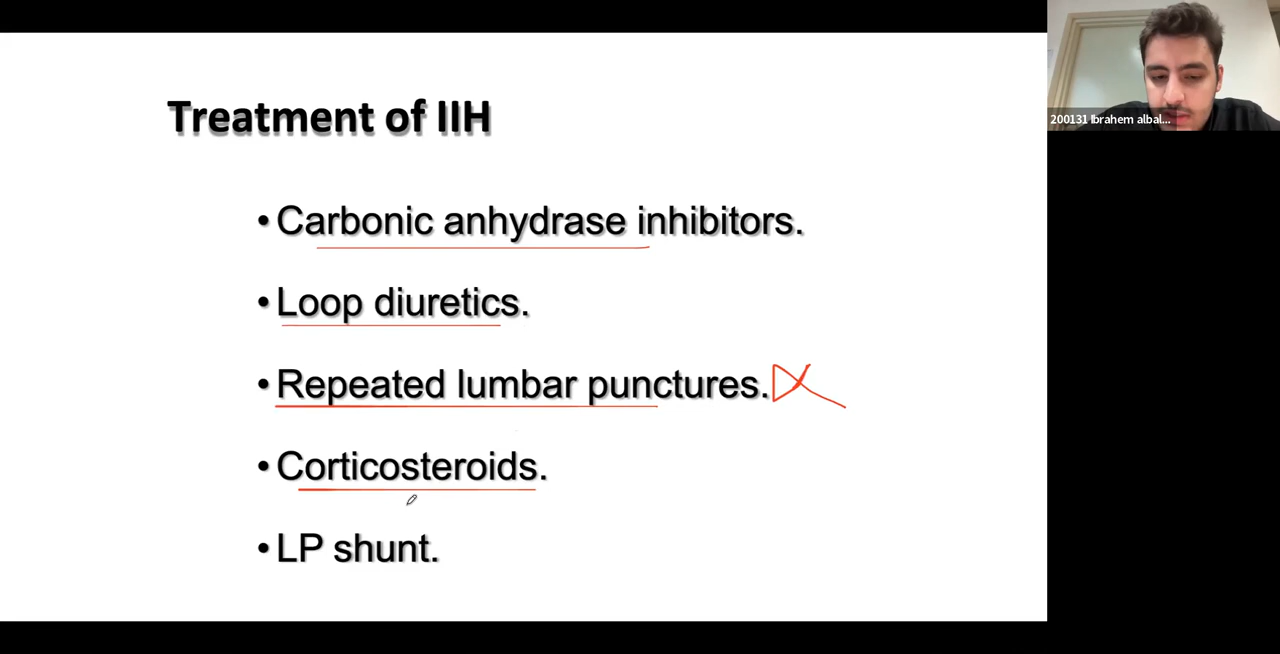 Treatment of IIH
• Carbonic anhydrase inhibitors.
• Loop diuretics.
• Repeated lumbar punctures.
• Corticosteroids.
• LP shunt.
200131 Ibrahem albal...